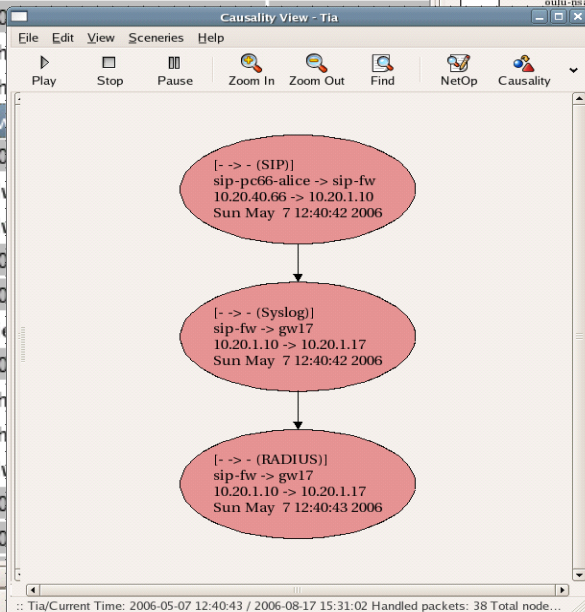 Causality View - Tia
File Edit View Sceneries Help
Play Stop Pause Zoom In Zoom Out Find NetOp Causality
[- -> - (SIP)]
sip-pc66-alice -> sip-fw
10.20.40.66 -> 10.20.1.10
Sun May 7 12:40:42 2006
[- -> - (Syslog)]
sip-fw -> gw17
10.20.1.10 -> 10.20.1.17
Sun May 7 12:40:42 2006
[- -> - (RADIUS)]
sip-fw -> gw17
10.20.1.10 -> 10.20.1.17
Sun May 7 12:40:43 2006
:: Tia/Current Time: 2006-05-07 12:40:43 / 2006-08-17 15:31:02 Handled packets: 38 Total node...